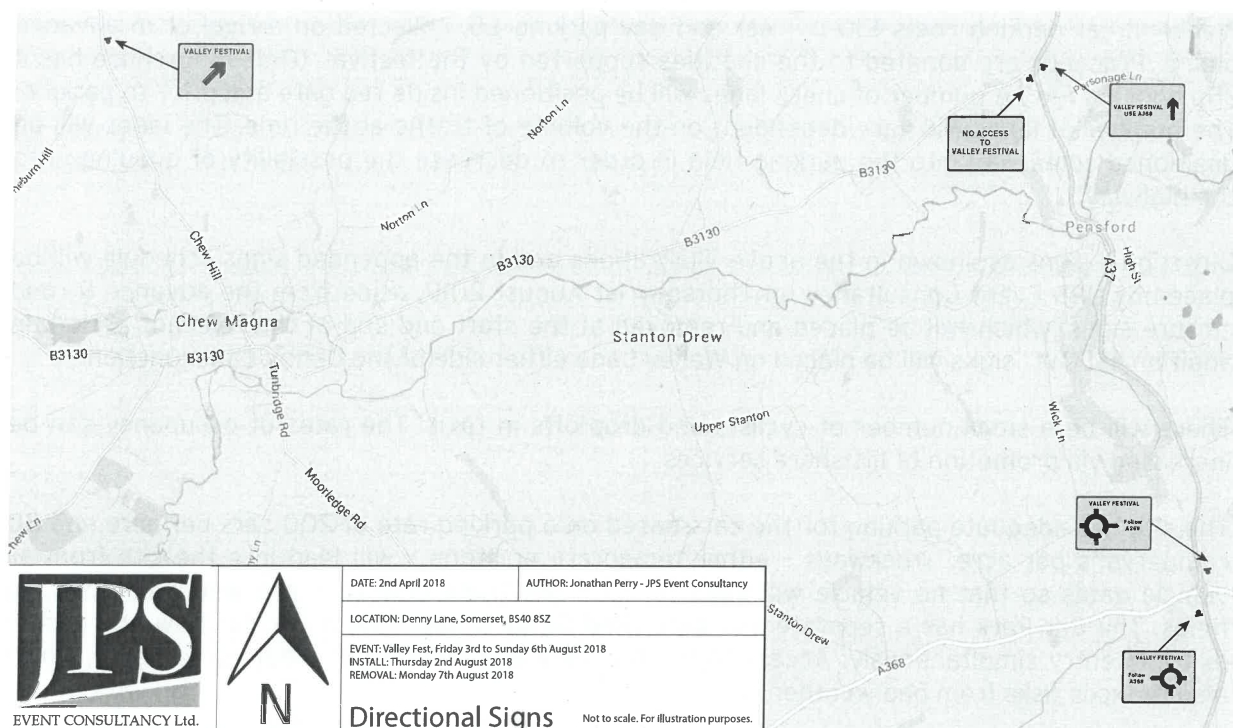 VALLEY FESTIVAL
Parsonage Ln
VALLEY FESTIVAL
USE A368
NO ACCESS
TO
VALLEY FESTIVAL
Norton Ln
B3130
Norton Ln
Chew Hill
B3130
B3130
Pensford
High St
A37
Chew Magna
Stanton Drew
B3130
B3130
Tunbridge Rd
Upper Stanton
Wick Ln
Moorledge Rd
VALLEY FESTIVAL
Follow
A368
Stanton Drew
A368
VALLEY FESTIVAL
Follow
A368
JPS
EVENT CONSULTANCY Ltd.
N
DATE: 2nd April 2018
AUTHOR: Jonathan Perry - JPS Event Consultancy
LOCATION: Denny Lane, Somerset, BS40 8SZ
EVENT: Valley Fest, Friday 3rd to Sunday 6th August 2018
INSTALL: Thursday 2nd August 2018
REMOVAL: Monday 7th August 2018
Directional Signs
Not to scale. For illustration purposes.